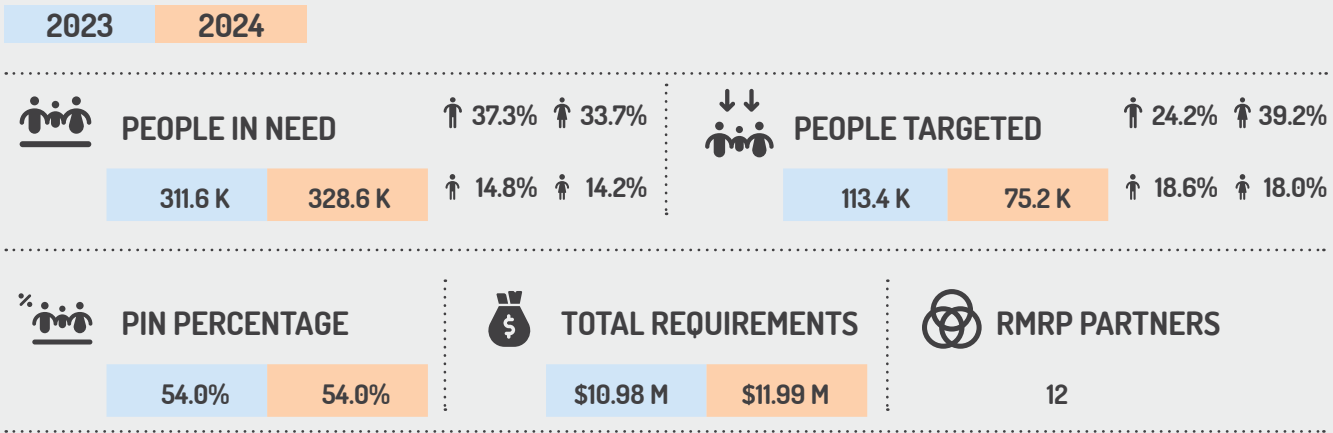 2023 2024
PEOPLE IN NEED
37.3% 33.7%
311.6 K 328.6 K
14.8% 14.2%
PEOPLE TARGETED
24.2% 39.2%
75.2 K
113.4 K
18.6% 18.0%
%
PIN PERCENTAGE
54.0% 54.0%
$
TOTAL REQUIREMENTS
$10.98 M $11.99 M
RMRP PARTNERS
12